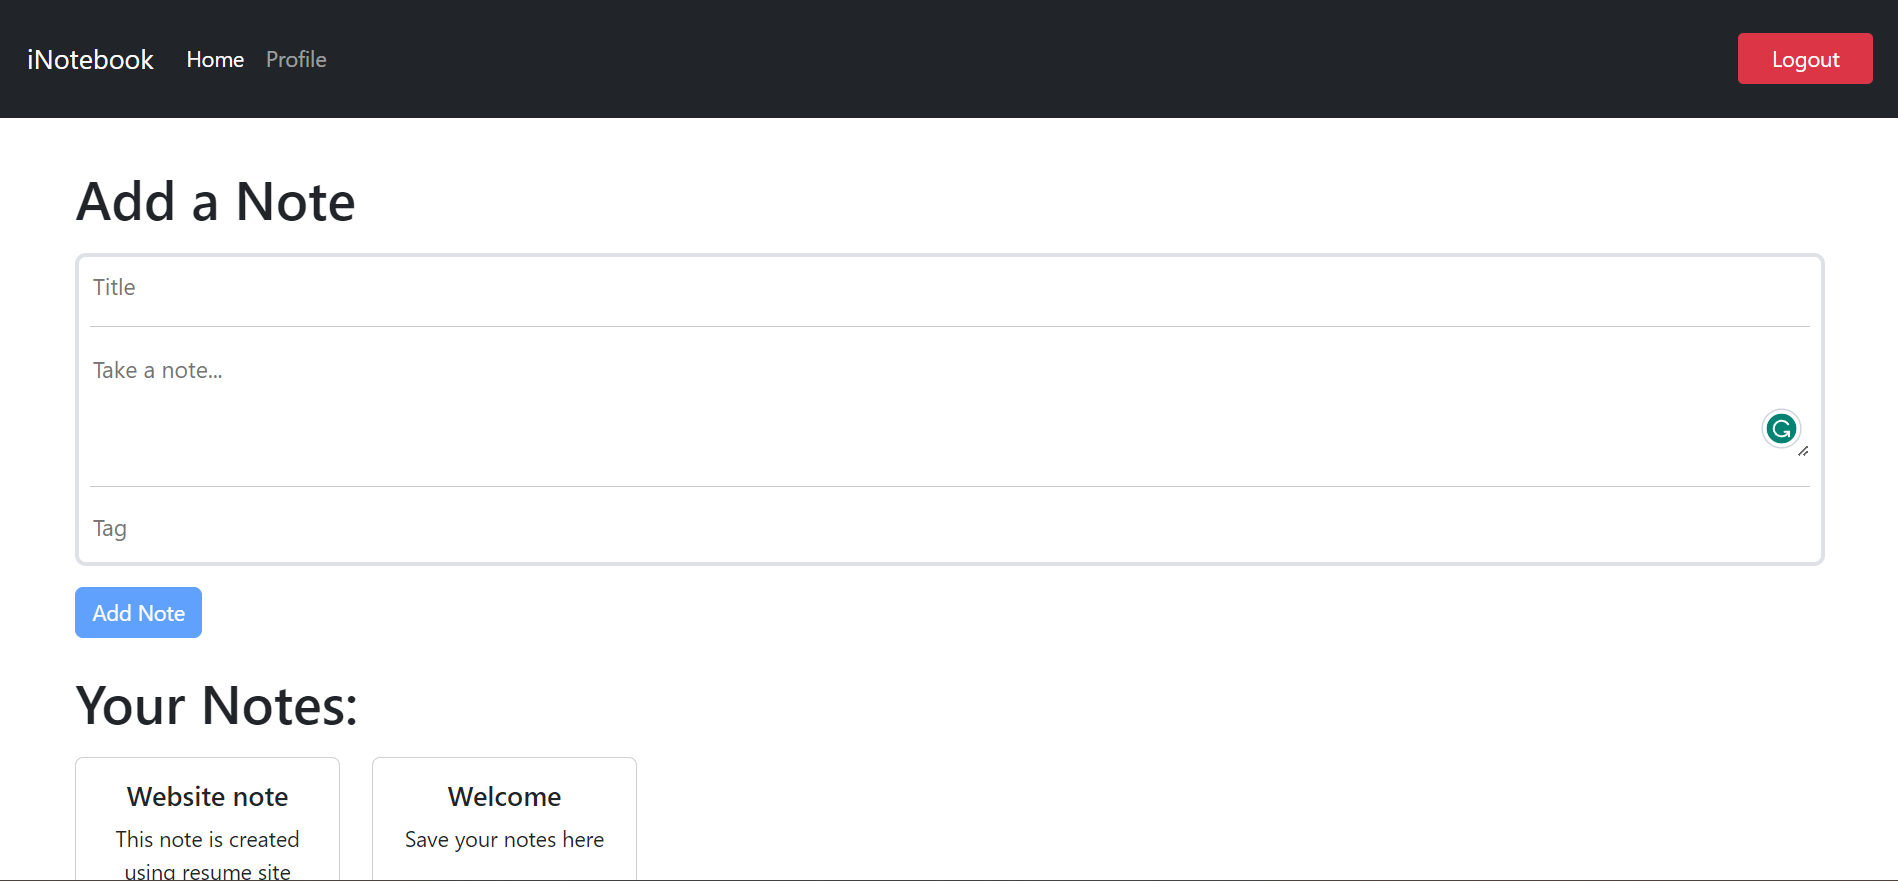 iNotebook Home Profile Logout
Add a Note
Title
Take a note...
Tag
Add Note
Your Notes:
Website note
This note is created
using resume site
Welcome
Save your notes here